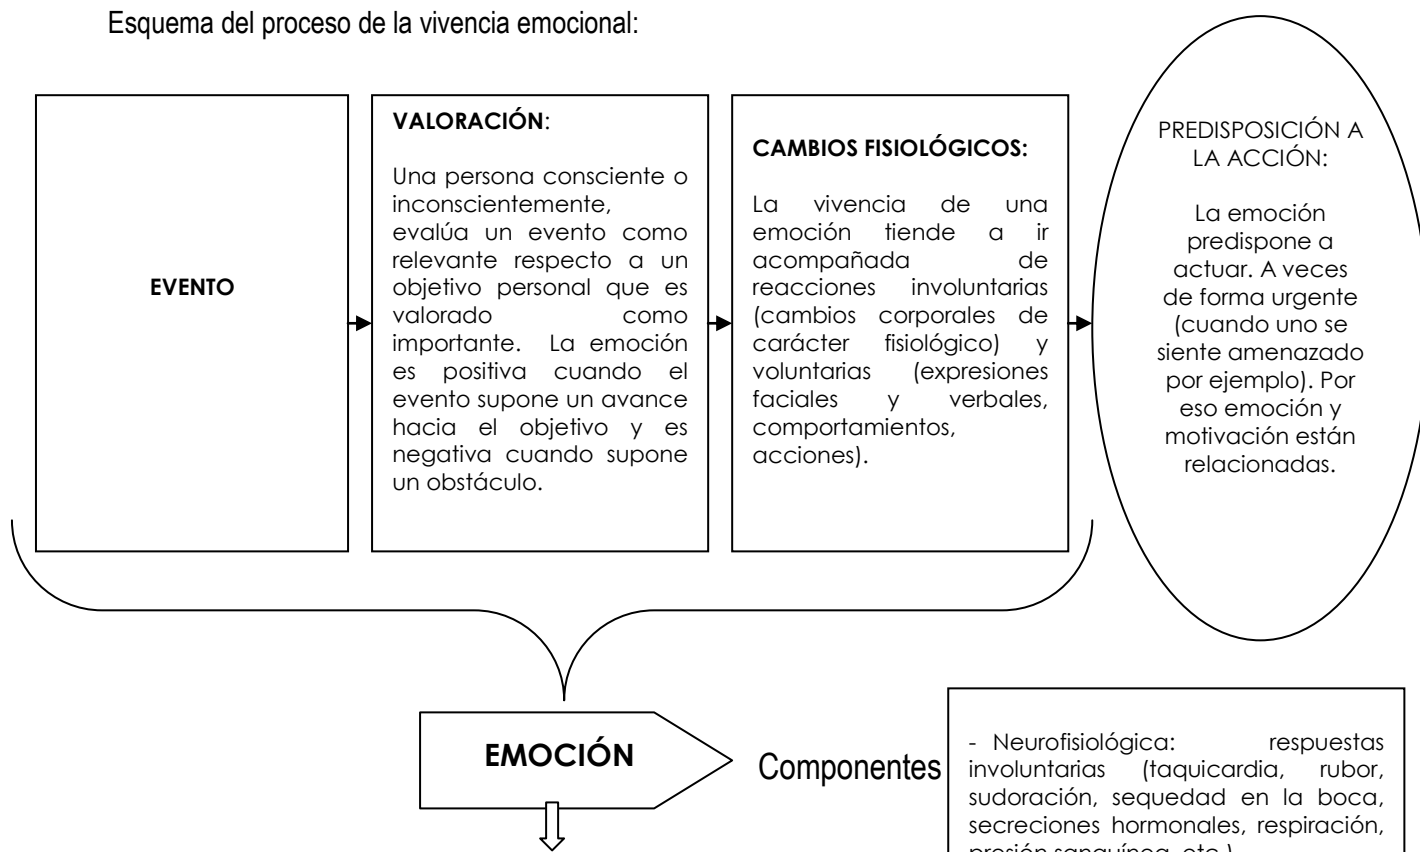 Esquema del proceso de la vivencia emocional:
EVENTO
VALORACIÓN:
Una persona consciente o
inconscientemente,
evalúa un evento como
relevante respecto a un
objetivo personal que es
valorado como
importante. La emoción
es positiva cuando el
evento supone un avance
hacia el objetivo y es
negativa cuando supone
un obstáculo.
CAMBIOS FISIOLÓGICOS:
La vivencia de una
emoción tiende a ir
acompañada de
reacciones involuntarias
(cambios corporales de
carácter fisiológico) y
voluntarias (expresiones
faciales y verbales,
comportamientos,
acciones).
PREDISPOSICIÓN A
LA ACCIÓN:
La emoción
predispone a
actuar. A veces
de forma urgente
(cuando uno se
siente amenazado
por ejemplo). Por
eso emoción y
motivación están
relacionadas.
EMOCIÓN
Componentes
- Neurofisiológica: respuestas
involuntarias (taquicardia, rubor,
sudoración, sequedad en la boca,
secreciones hormonales, respiración,
presión sanguínea, etc.)